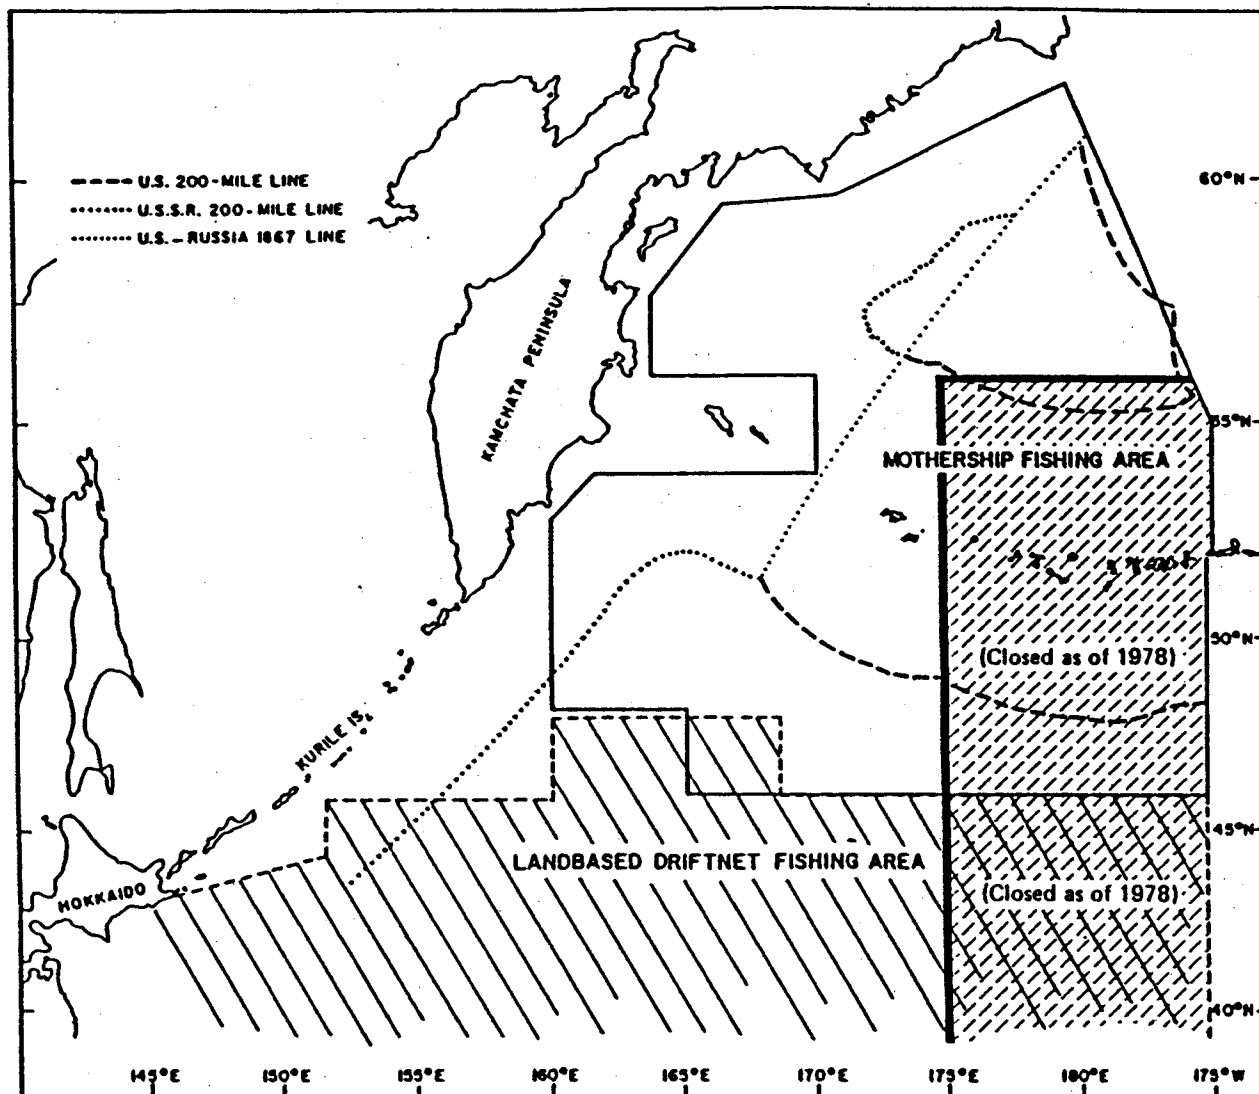 U.S. 200-MILE LINE
U.S.S.R. 200-MILE LINE
U.S.-RUSSIA 1867 LINE
60°N
KAMCHATA PENINSULA
55°N
MOTHERSHIP FISHING AREA
50°N
(Closed as of 1978)
KURILE IS.
45°N
LANDBASED DRIFTNET FISHING AREA
(Closed as of 1978)
HOKKAIDO
40°N
145°E 150°E 155°E 160°E 165°E 170°E 175°E 180°E 175°W